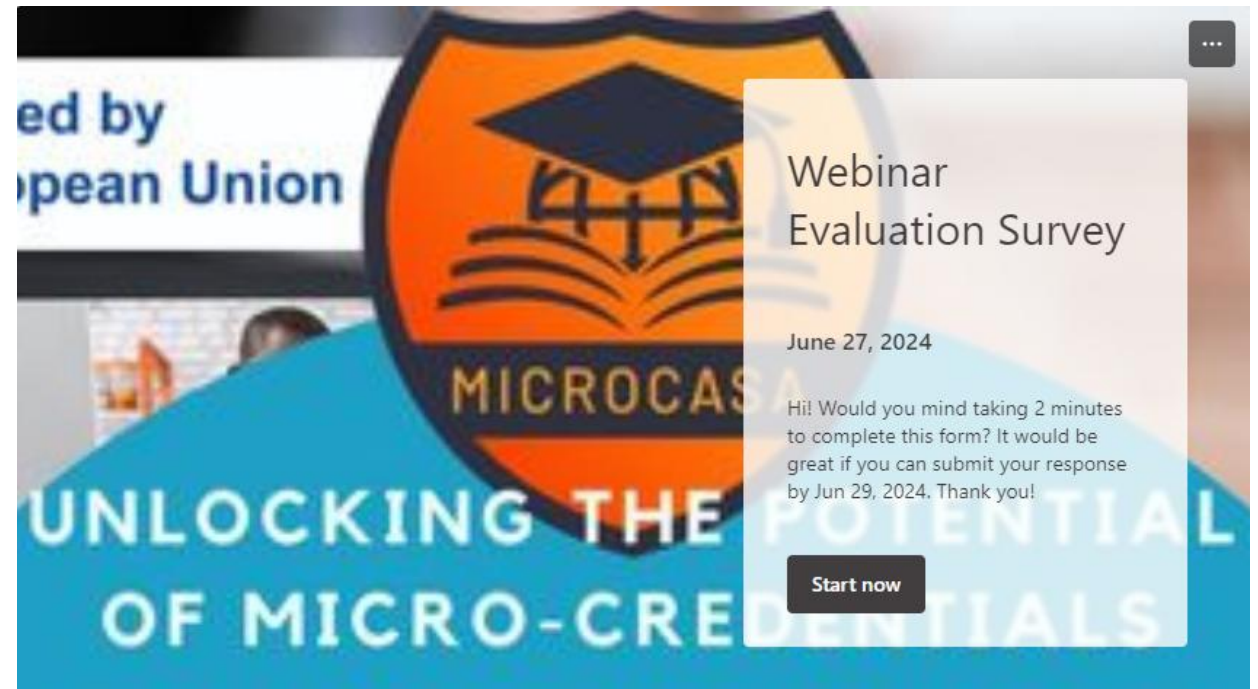 ed by
opean Union
MICROCASA
UNLOCKING THE POTENTIAL
OF MICRO-CREDENTIALS
...
Webinar
Evaluation Survey
June 27, 2024
Hi! Would you mind taking 2 minutes
to complete this form? It would be
great if you can submit your response
by Jun 29, 2024. Thank you!
Start now